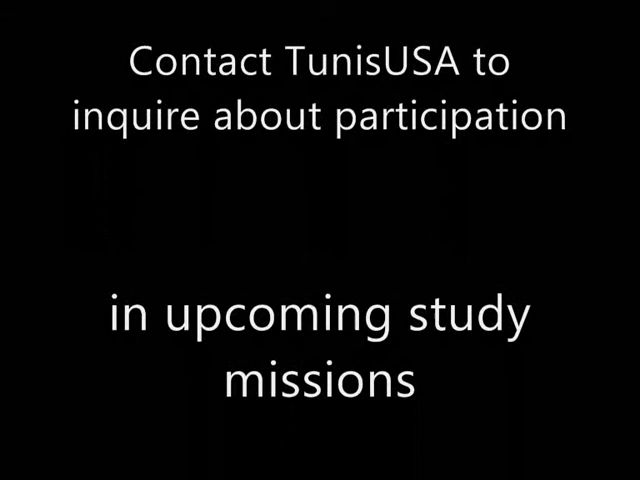 Contact TunisUSA to
inquire about participation
in upcoming study
missions